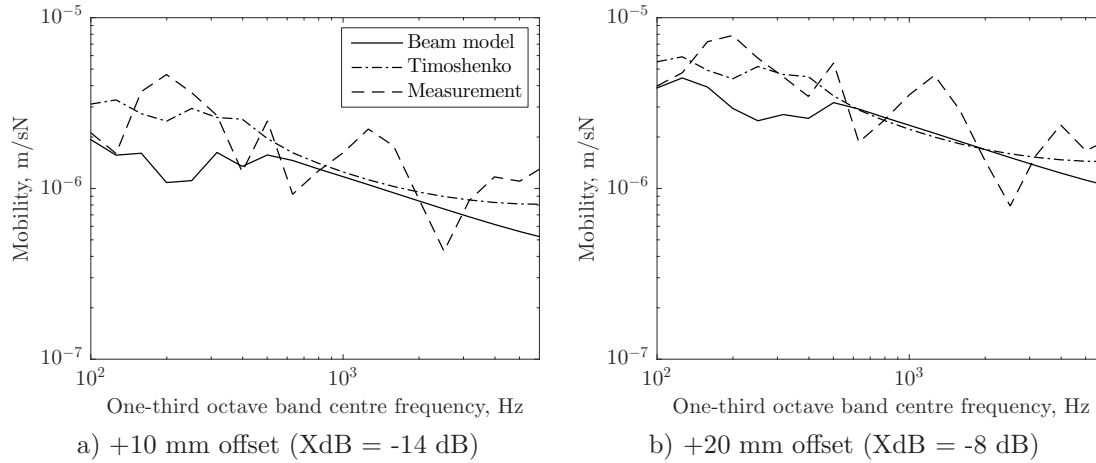 10^-5
10^-6
10^-7
Mobility, m/sN
Beam model
Timoshenko
Measurement
10^2
10^3
One-third octave band centre frequency, Hz
a) +10 mm offset (XdB = -14 dB)
10^-5
10^-6
10^-7
Mobility, m/sN
10^2
10^3
One-third octave band centre frequency, Hz
b) +20 mm offset (XdB = -8 dB)